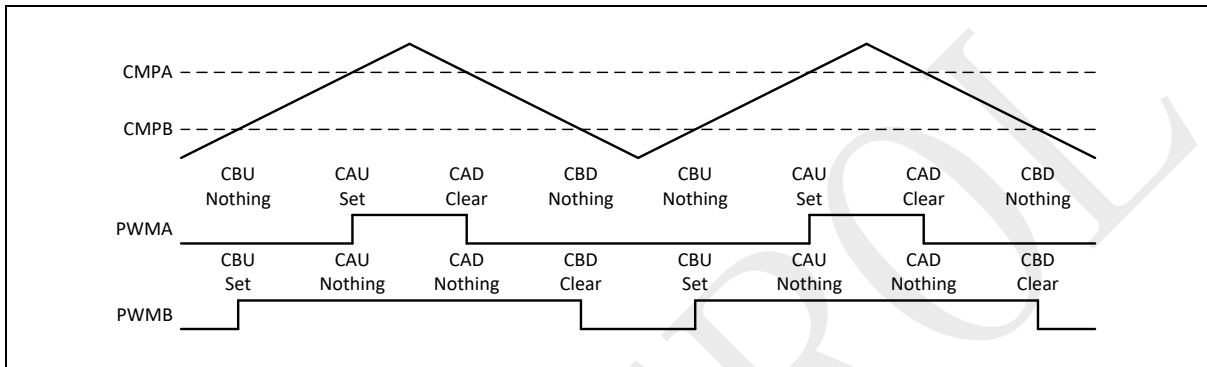 CMPA
CMPB
CBU CAU CAD CBD CBU CAU CAD CBD
Nothing Set Clear Nothing Nothing Set Clear Nothing
PWMA
CBU CAU CAD CBD CBU CAU CAD CBD
Set Nothing Nothing Clear Set Nothing Nothing Clear
PWMB
ROL